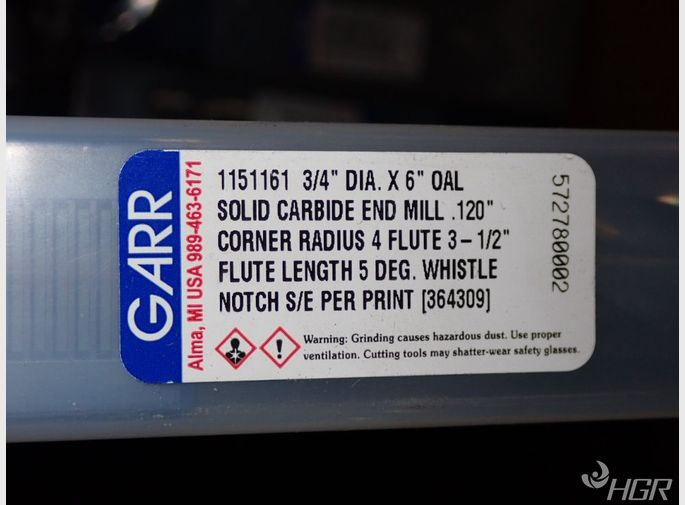 GARR
Alma, MI USA 989-463-6171
1151161 3/4" DIA. X 6" OAL
SOLID CARBIDE END MILL .120"
CORNER RADIUS 4 FLUTE 3-1/2"
FLUTE LENGTH 5 DEG. WHISTLE
NOTCH S/E PER PRINT [364309]
572780002
Warning: Grinding causes hazardous dust. Use proper
ventilation. Cutting tools may shatter-wear safety glasses.
HGR